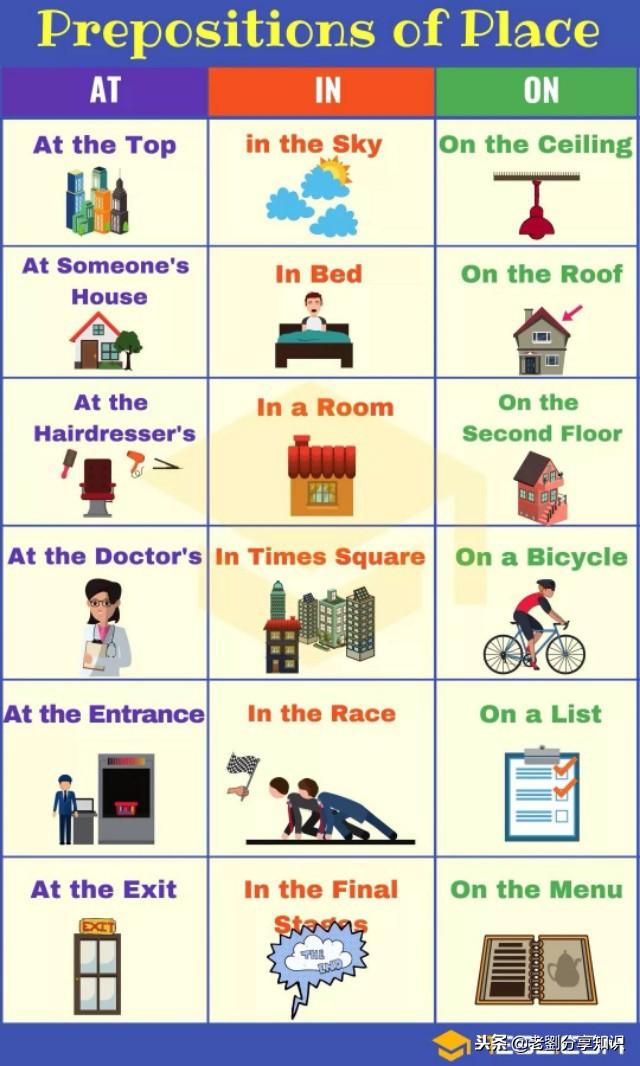 Prepositions of Place
AT
IN
ON
At the Top
in the Sky
On the Ceiling
At Someone's
House
In Bed
On the Roof
At the
Hairdresser's
In a Room
On the
Second Floor
At the Doctor's
In Times Square
On a Bicycle
At the Entrance
In the Race
On a List
At the Exit
In the Final
Stages
On the Menu
EXIT
THE
END
头条 @老劉分享知识